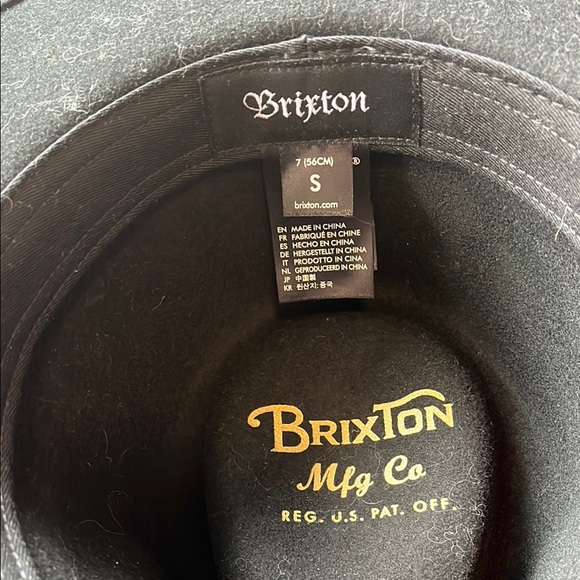 Brixton
7 (56CM) ®
S
brixton.com
EN MADE IN CHINA
FR FABRIQUÉ EN CHINE
ES HECHO EN CHINA
DE HERGESTELLT IN CHINA
IT PRODOTTO IN CHINA
NL GEPRODUCEERD IN CHINA
JP 中国製
KR 원산지: 중국
BRIXTON
Mfg Co
REG. U.S. PAT. OFF.